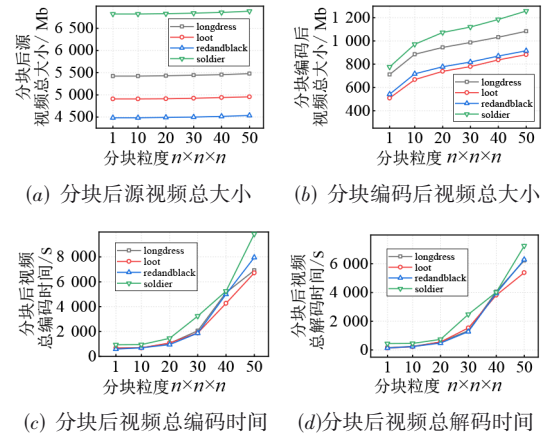 分块后源
视频总大小/ Mb
6 500
6 000
5 500
5 000
4 500
longdress
loot
redandblack
soldier
1 10 20 30 40 50
分块粒度 n×n×n
(a) 分块后源视频总大小
分块编码后
视频总大小/ Mb
1 200
1 000
800
600
400
longdress
loot
redandblack
soldier
1 10 20 30 40 50
分块粒度 n×n×n
(b) 分块编码后视频总大小
分块后视频
总编码时间/s
8 000
6 000
4 000
2 000
0
longdress
loot
redandblack
soldier
1 10 20 30 40 50
分块粒度 n×n×n
(c) 分块后视频总编码时间
分块后视频
总解码时间/s
6 000
4 000
2 000
0
longdress
loot
redandblack
soldier
1 10 20 30 40 50
分块粒度 n×n×n
(d)分块后视频总解码时间